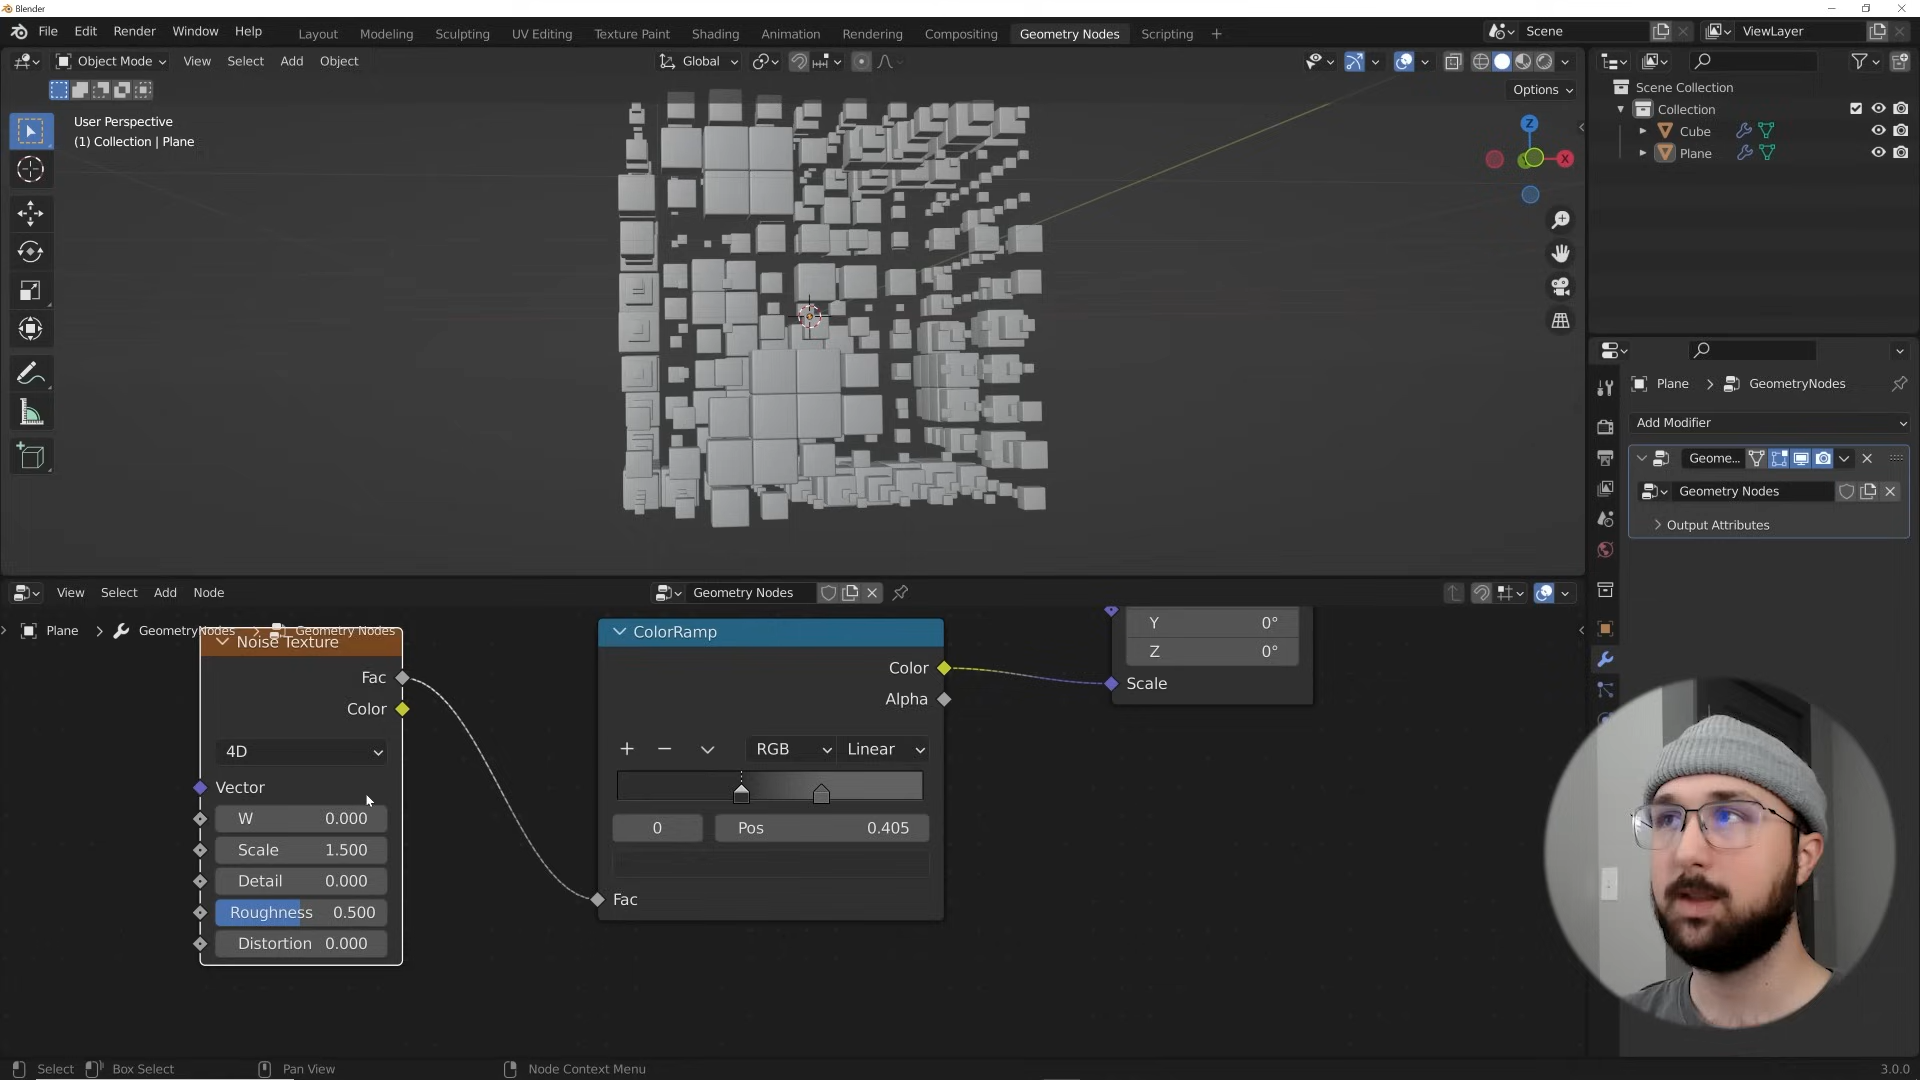 Blender
File Edit Render Window Help
Layout Modeling Sculpting UV Editing Texture Paint Shading Animation Rendering Compositing Geometry Nodes Scripting +
Scene
ViewLayer
Object Mode View Select Add Object
Global
Options
User Perspective
(1) Collection | Plane
Z
X
Scene Collection
Collection
Cube
Plane
Plane > GeometryNodes
Add Modifier
Geome...
Geometry Nodes
Output Attributes
View Select Add Node
Geometry Nodes
Plane > GeometryNodes > Geometry Nodes
Noise Texture
Fac
Color
4D
Vector
W 0.000
Scale 1.500
Detail 0.000
Roughness 0.500
Distortion 0.000
ColorRamp
Color
Alpha
+ − RGB Linear
0 Pos 0.405
Fac
Y 0°
Z 0°
Scale
Select Box Select Pan View Node Context Menu
3.0.0